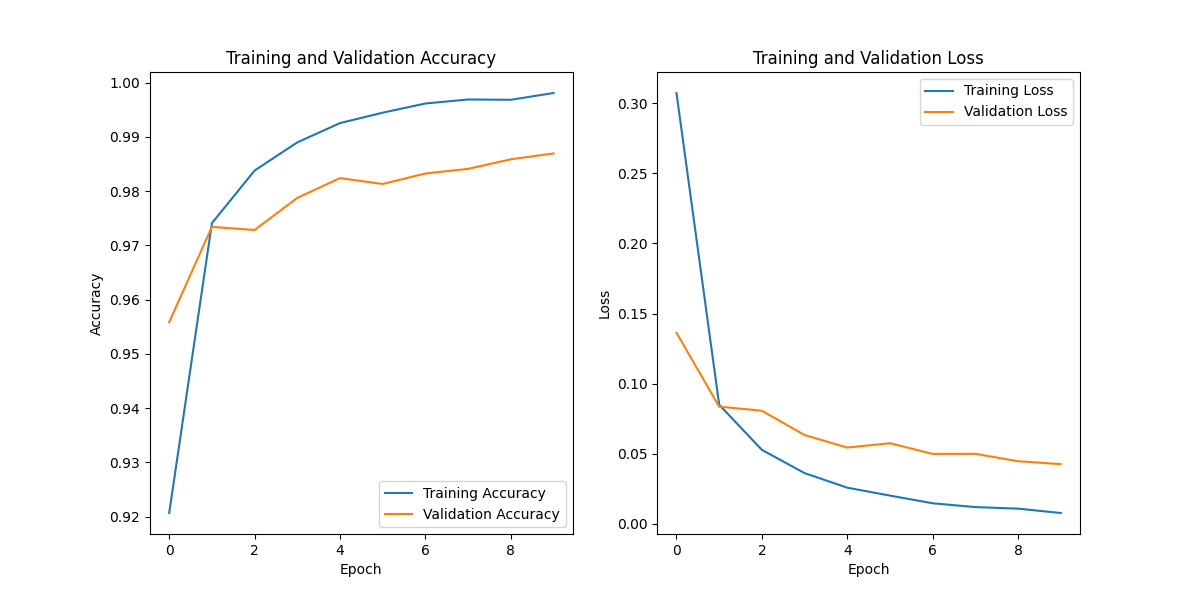 Training and Validation Accuracy
1.00
0.99
0.98
0.97
0.96
0.95
0.94
0.93
0.92
Accuracy
0 2 4 6 8
Epoch
Training Accuracy
Validation Accuracy
Training and Validation Loss
0.30
0.25
0.20
0.15
0.10
0.05
0.00
Loss
0 2 4 6 8
Epoch
Training Loss
Validation Loss